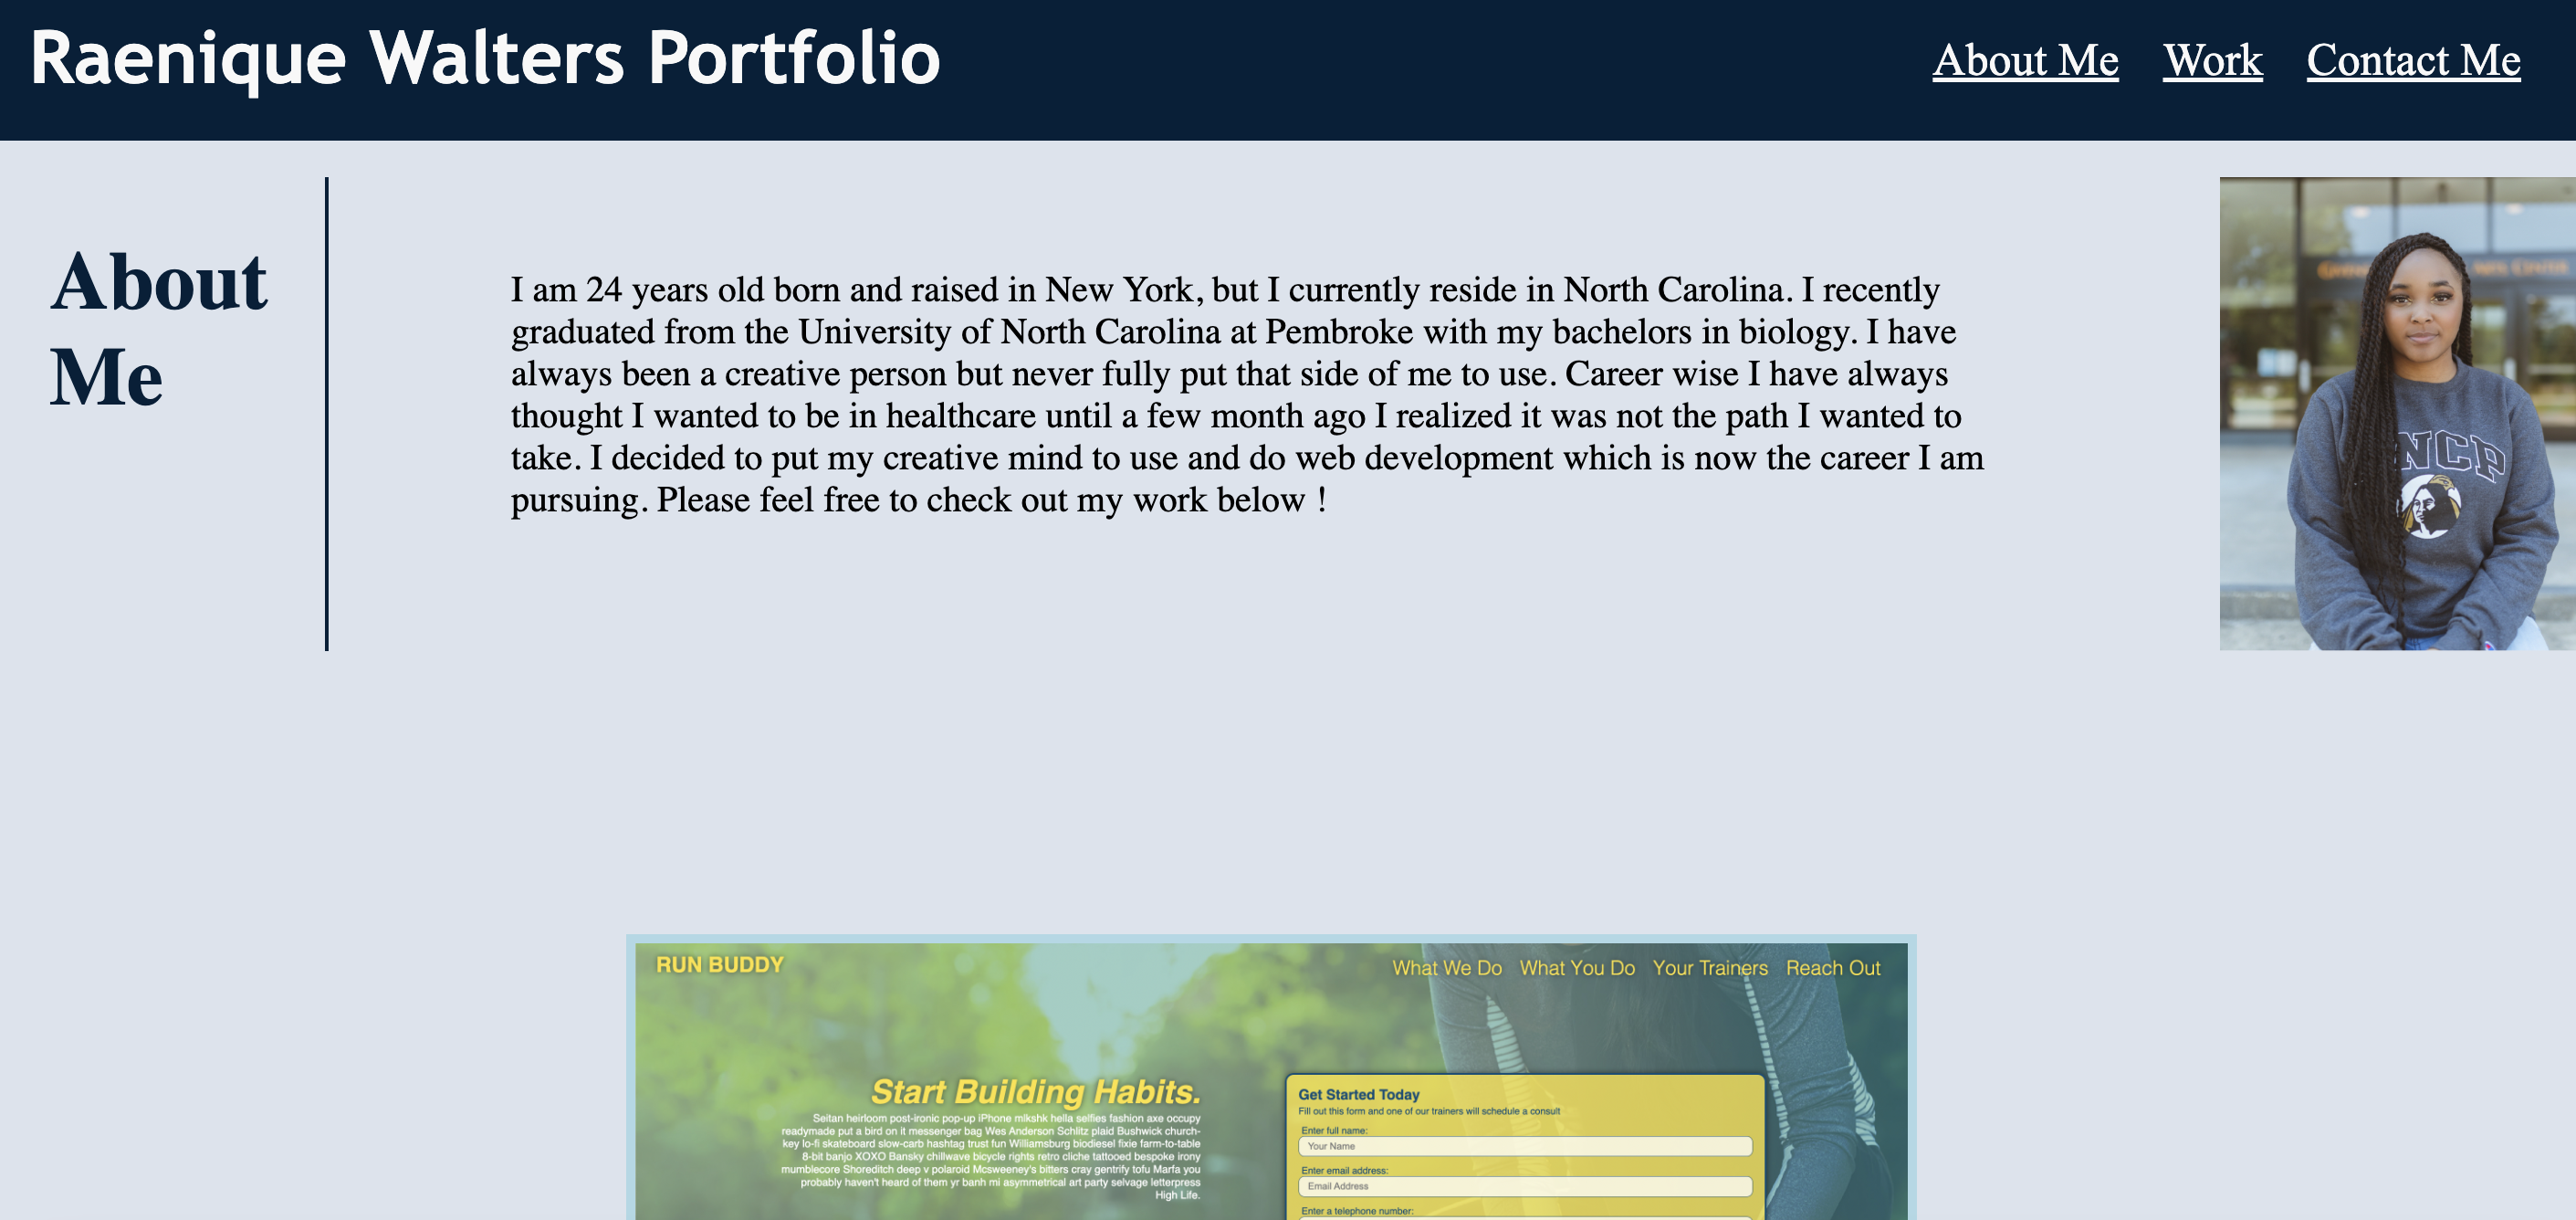 Raenique Walters Portfolio
About Me Work Contact Me
About
Me
I am 24 years old born and raised in New York, but I currently reside in North Carolina. I recently
graduated from the University of North Carolina at Pembroke with my bachelors in biology. I have
always been a creative person but never fully put that side of me to use. Career wise I have always
thought I wanted to be in healthcare until a few month ago I realized it was not the path I wanted to
take. I decided to put my creative mind to use and do web development which is now the career I am
pursuing. Please feel free to check out my work below !
NCP
RUN BUDDY
What We Do What You Do Your Trainers Reach Out
Start Building Habits.
Seitan heirloom post-ironic pop-up iPhone mlkshk hella selfies fashion axe occupy
readymade put a bird on it messenger bag Wes Anderson Schlitz plaid Bushwick church-
key lo-fi skateboard slow-carb hashtag trust fun Williamsburg biodiesel fixie farm-to-table
8-bit banjo XOXO Bansky chillwave bicycle rights retro cliche tattooed bespoke irony
mumblecore Shoreditch deep v polaroid Mcsweeney's bitters cray gentrify tofu Marfa you
probably haven't heard of them yr banh mi asymmetrical art party selvage letterpress
High Life.
Get Started Today
Fill out this form and one of our trainers will schedule a consult
Enter full name:
Your Name
Enter email address:
Email Address
Enter a telephone number: